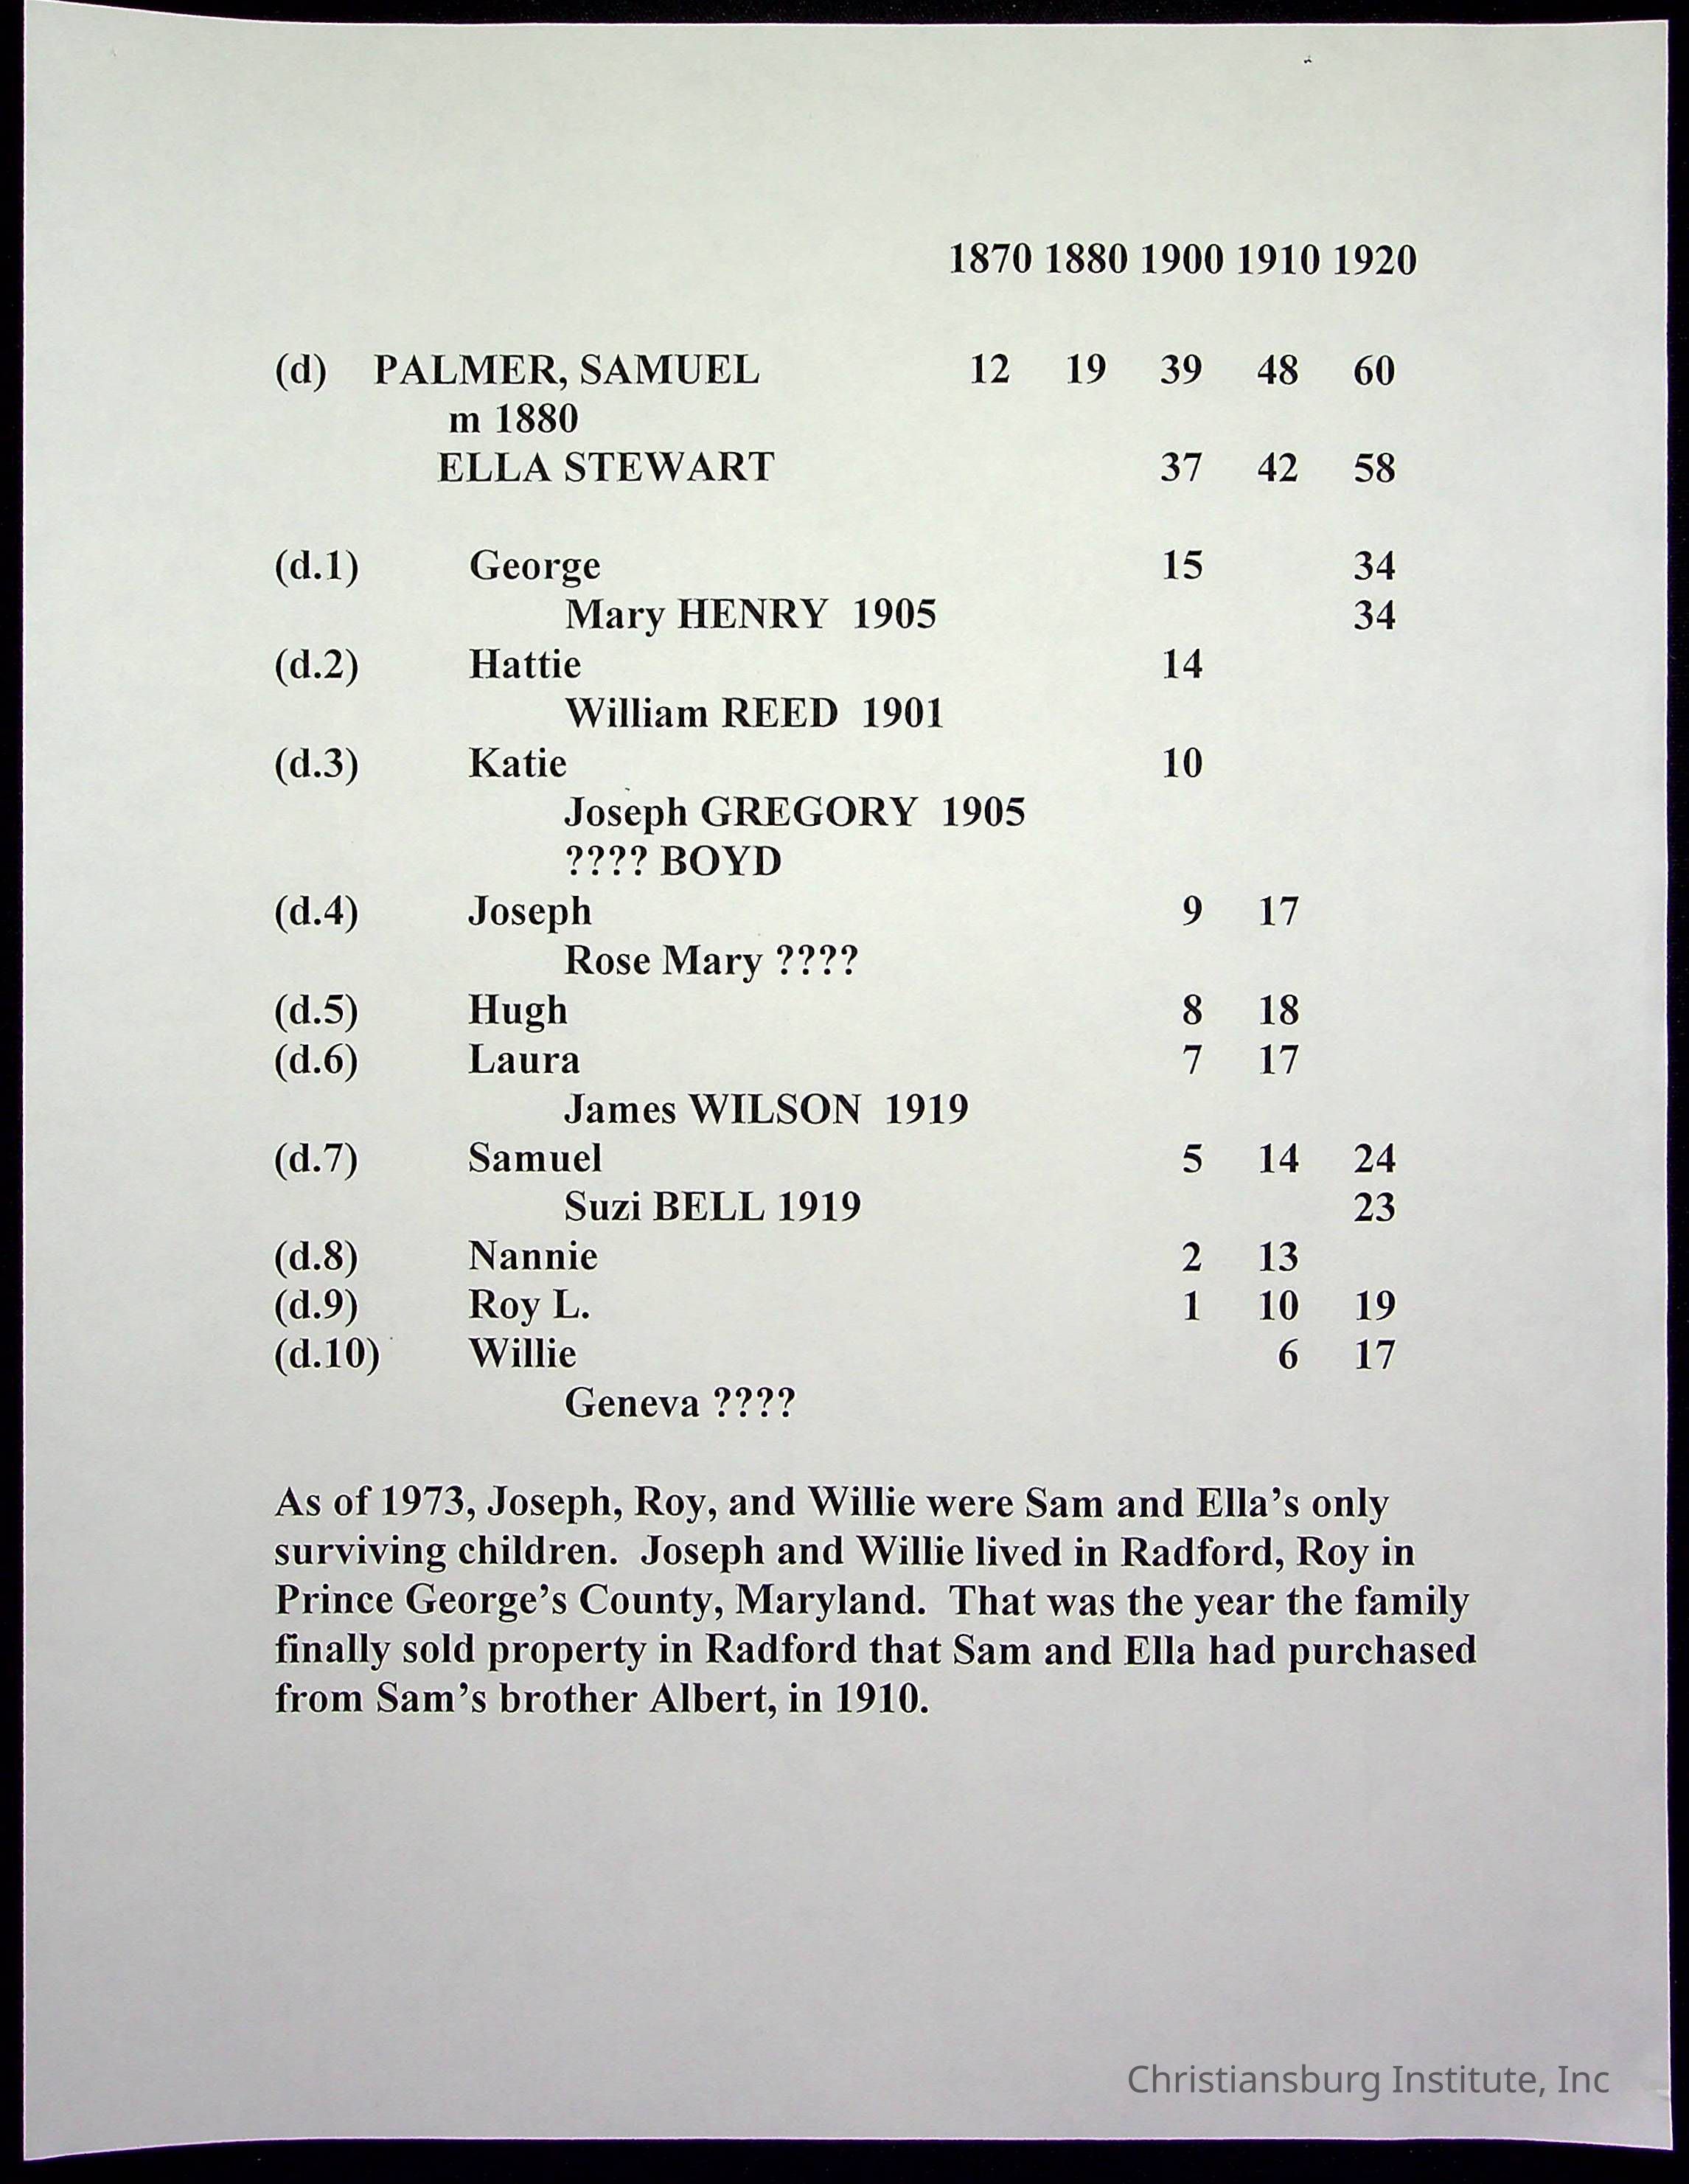 1870 1880 1900 1910 1920
(d) PALMER, SAMUEL 12 19 39 48 60
m 1880
ELLA STEWART 37 42 58
(d.1) George 15 34
Mary HENRY 1905 34
(d.2) Hattie 14
William REED 1901
(d.3) Katie 10
Joseph GREGORY 1905
???? BOYD
(d.4) Joseph 9 17
Rose Mary ????
(d.5) Hugh 8 18
(d.6) Laura 7 17
James WILSON 1919
(d.7) Samuel 5 14 24
Suzi BELL 1919 23
(d.8) Nannie 2 13
(d.9) Roy L. 1 10 19
(d.10) Willie 6 17
Geneva ????
As of 1973, Joseph, Roy, and Willie were Sam and Ella’s only
surviving children. Joseph and Willie lived in Radford, Roy in
Prince George’s County, Maryland. That was the year the family
finally sold property in Radford that Sam and Ella had purchased
from Sam’s brother Albert, in 1910.
Christiansburg Institute, Inc